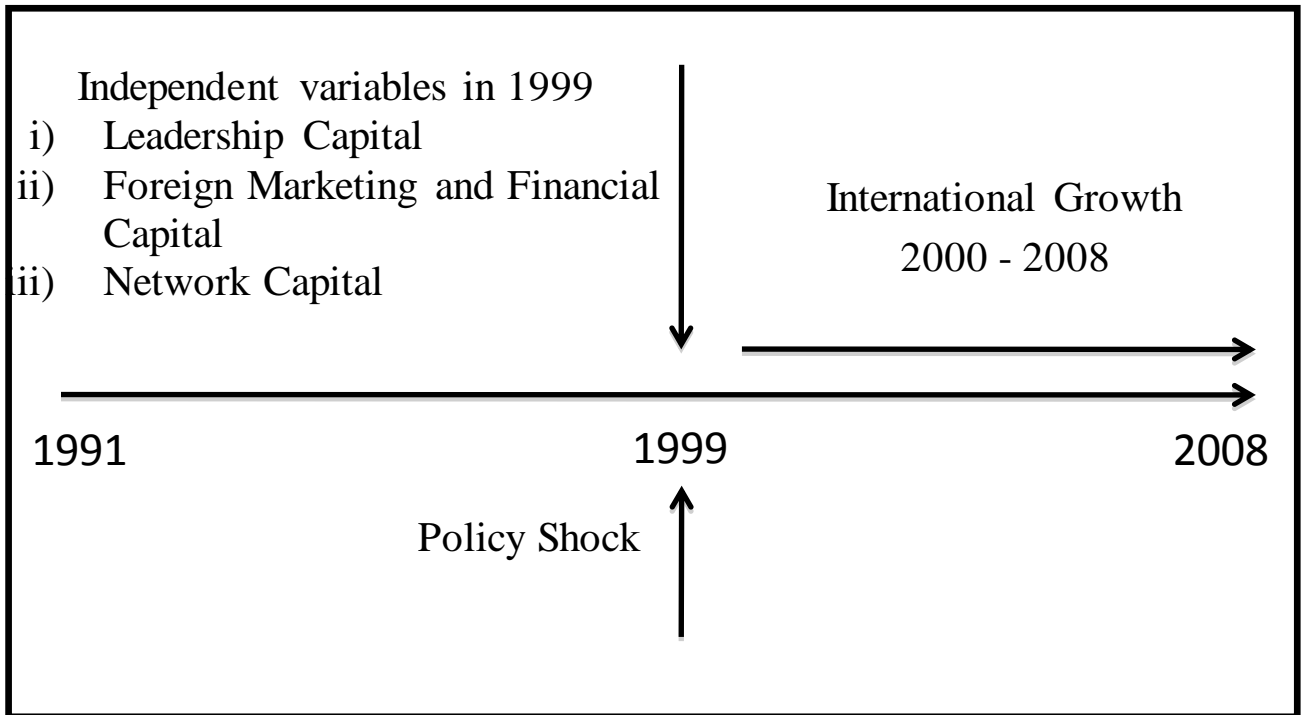 Independent variables in 1999
i) Leadership Capital
ii) Foreign Marketing and Financial
Capital
iii) Network Capital
International Growth
2000 - 2008
1991
1999
2008
Policy Shock